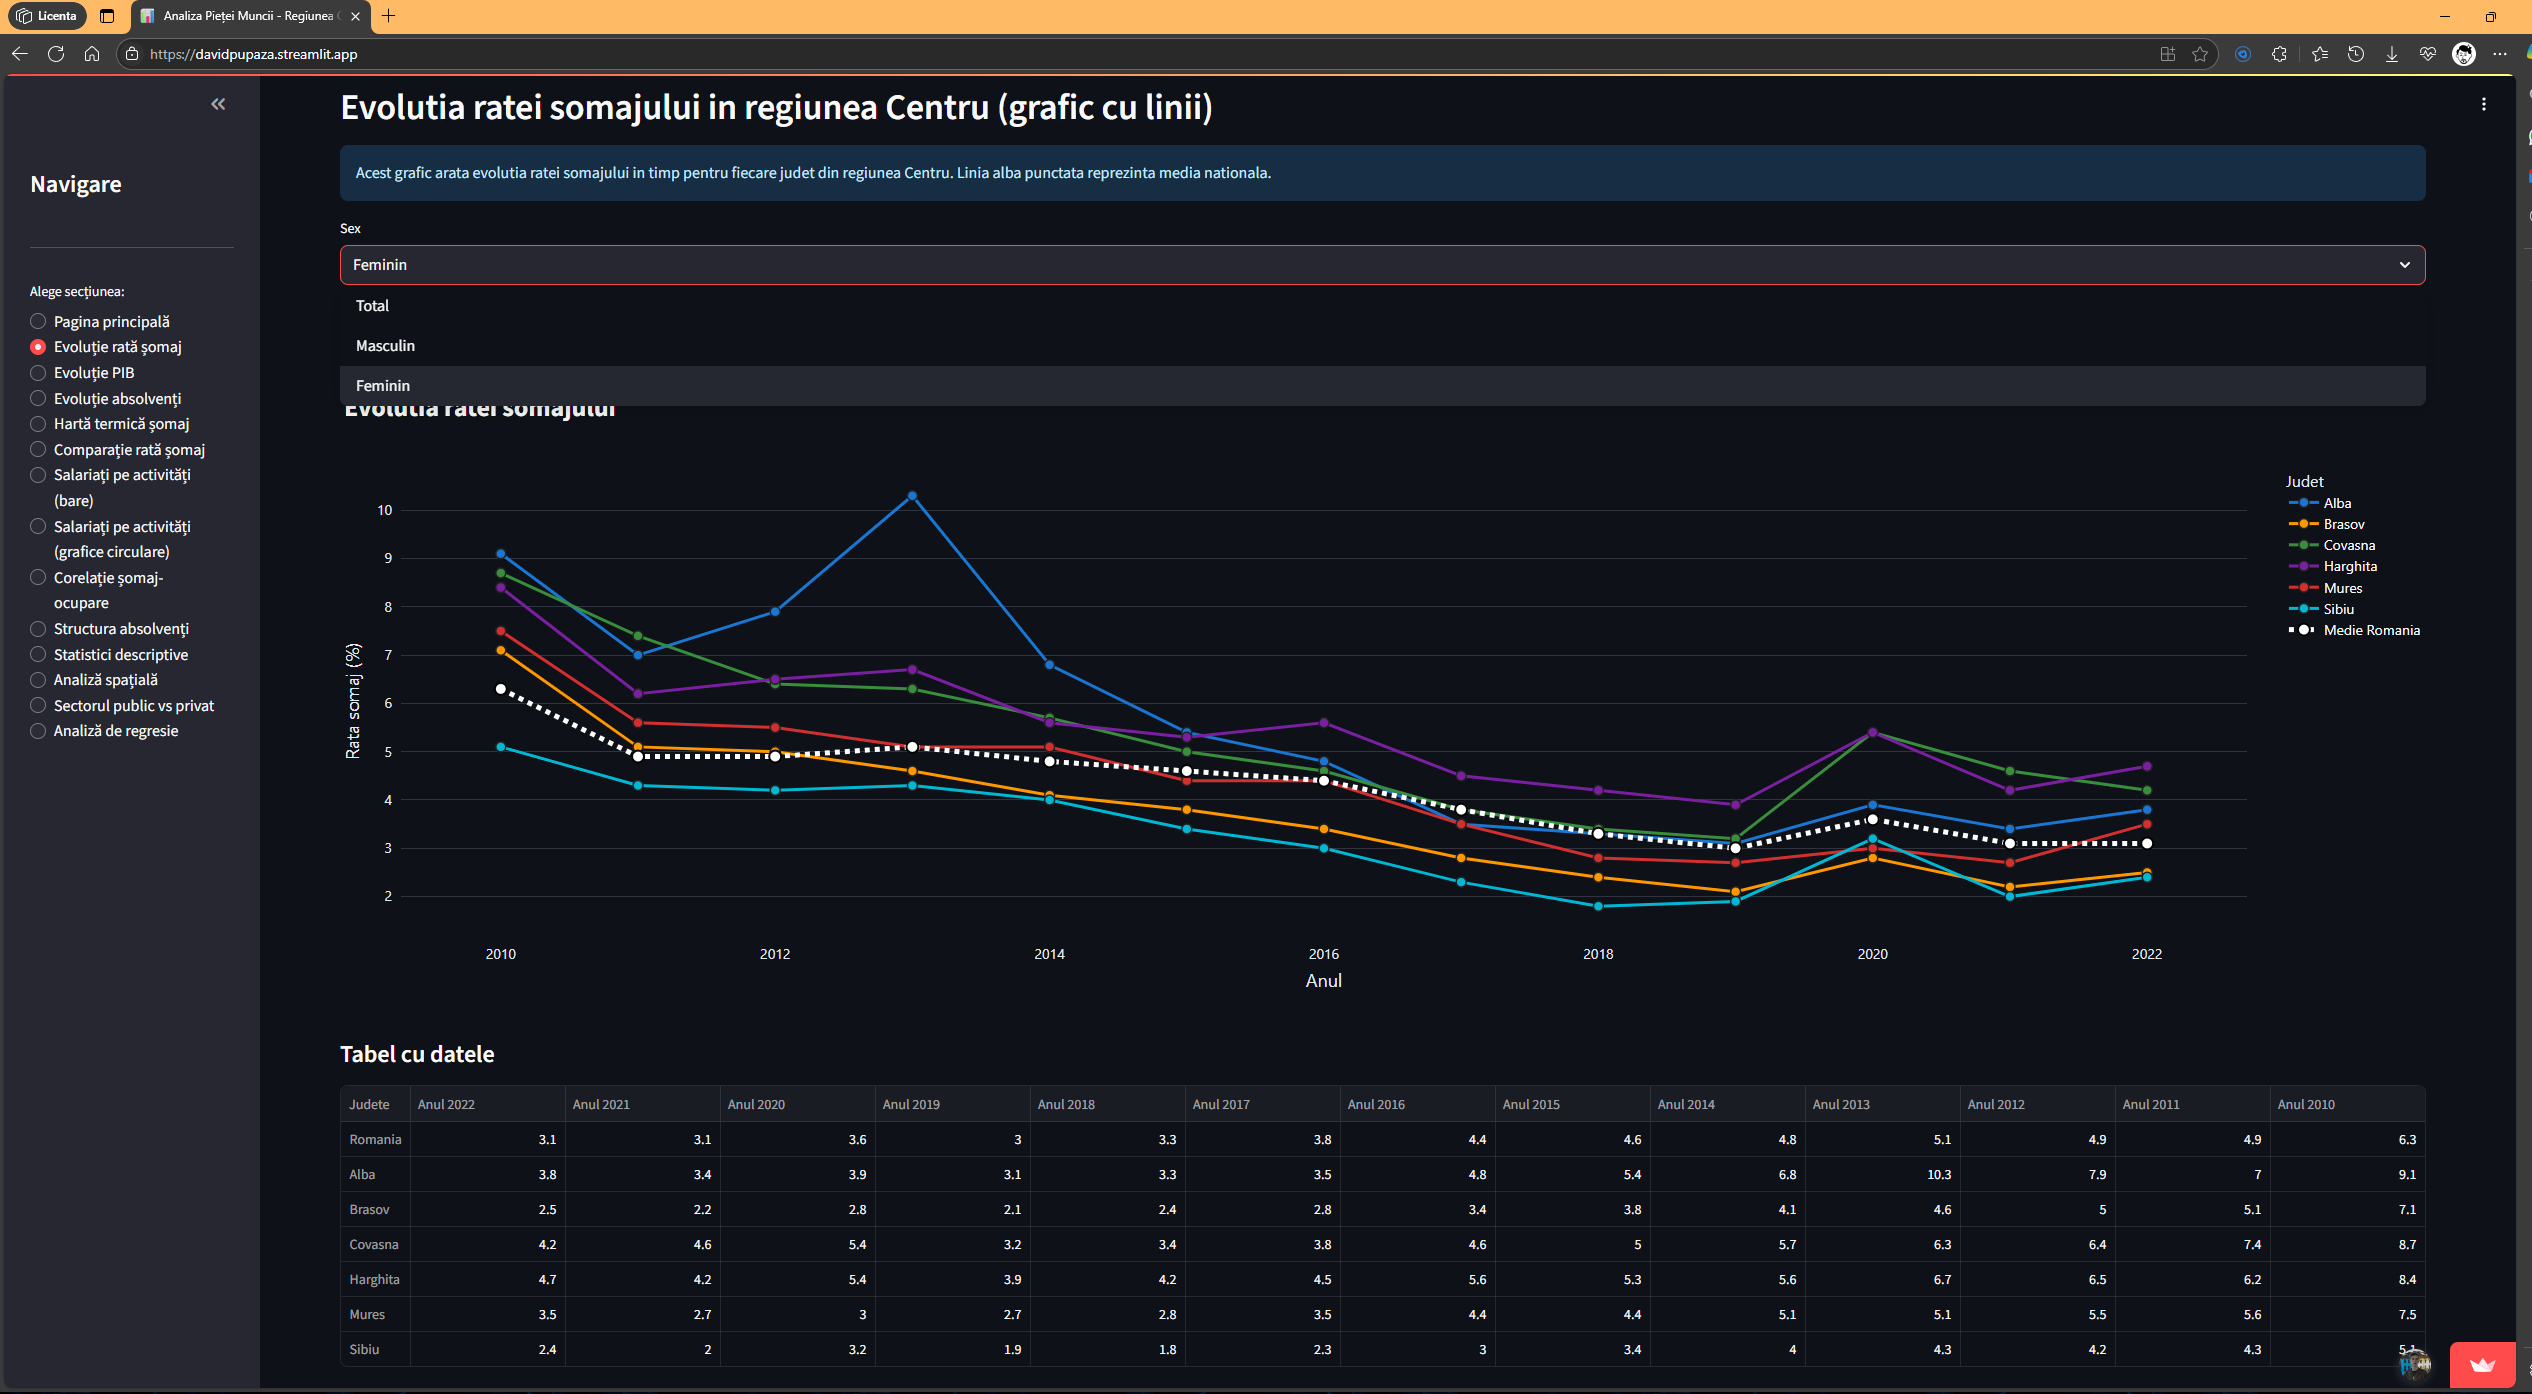 Licenta
Analiza Pieței Muncii - Regiunea
https://davidpupaza.streamlit.app
Navigare
Alege secțiunea:
Pagina principală
Evoluție rată șomaj
Evoluție PIB
Evoluție absolvenți
Hartă termică șomaj
Comparație rată șomaj
Salariați pe activități
(bare)
Salariați pe activități
(grafice circulare)
Corelație șomaj-
ocupare
Structura absolvenți
Statistici descriptive
Analiză spațială
Sectorul public vs privat
Analiză de regresie
Evolutia ratei somajului in regiunea Centru (grafic cu linii)
Acest grafic arata evolutia ratei somajului in timp pentru fiecare judet din regiunea Centru. Linia alba punctata reprezinta media nationala.
Sex
Feminin
Total
Masculin
Feminin
Evolutia ratei somajului
Rata somaj (%)
10
9
8
7
6
5
4
3
2
2010 2012 2014 2016 2018 2020 2022
Anul
Judet
Alba
Brasov
Covasna
Harghita
Mures
Sibiu
Medie Romania
Tabel cu datele
Judete Anul 2022 Anul 2021 Anul 2020 Anul 2019 Anul 2018 Anul 2017 Anul 2016 Anul 2015 Anul 2014 Anul 2013 Anul 2012 Anul 2011 Anul 2010
Romania 3.1 3.1 3.6 3 3.3 3.8 4.4 4.6 4.8 5.1 4.9 4.9 6.3
Alba 3.8 3.4 3.9 3.1 3.3 3.5 4.8 5.4 6.8 10.3 7.9 7 9.1
Brasov 2.5 2.2 2.8 2.1 2.4 2.8 3.4 3.8 4.1 4.6 5 5.1 7.1
Covasna 4.2 4.6 5.4 3.2 3.4 3.8 4.6 5 5.7 6.3 6.4 7.4 8.7
Harghita 4.7 4.2 5.4 3.9 4.2 4.5 5.6 5.3 5.6 6.7 6.5 6.2 8.4
Mures 3.5 2.7 3 2.7 2.8 3.5 4.4 4.4 5.1 5.1 5.5 5.6 7.5
Sibiu 2.4 2 3.2 1.9 1.8 2.3 3 3.4 4 4.3 4.2 4.3 5.1